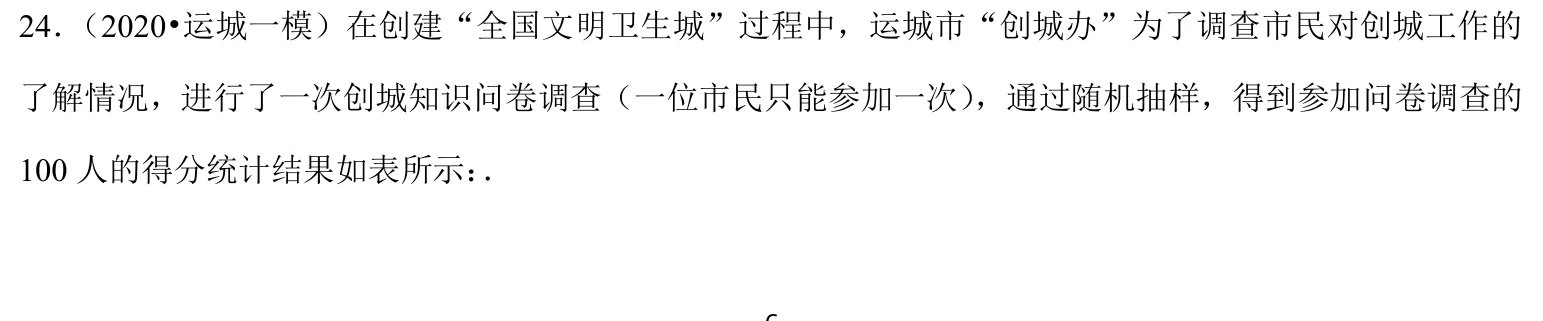 24.（2020•运城一模）在创建“全国文明卫生城”过程中，运城市“创城办”为了调查市民对创城工作的
了解情况，进行了一次创城知识问卷调查（一位市民只能参加一次），通过随机抽样，得到参加问卷调查的
100 人的得分统计结果如表所示：.